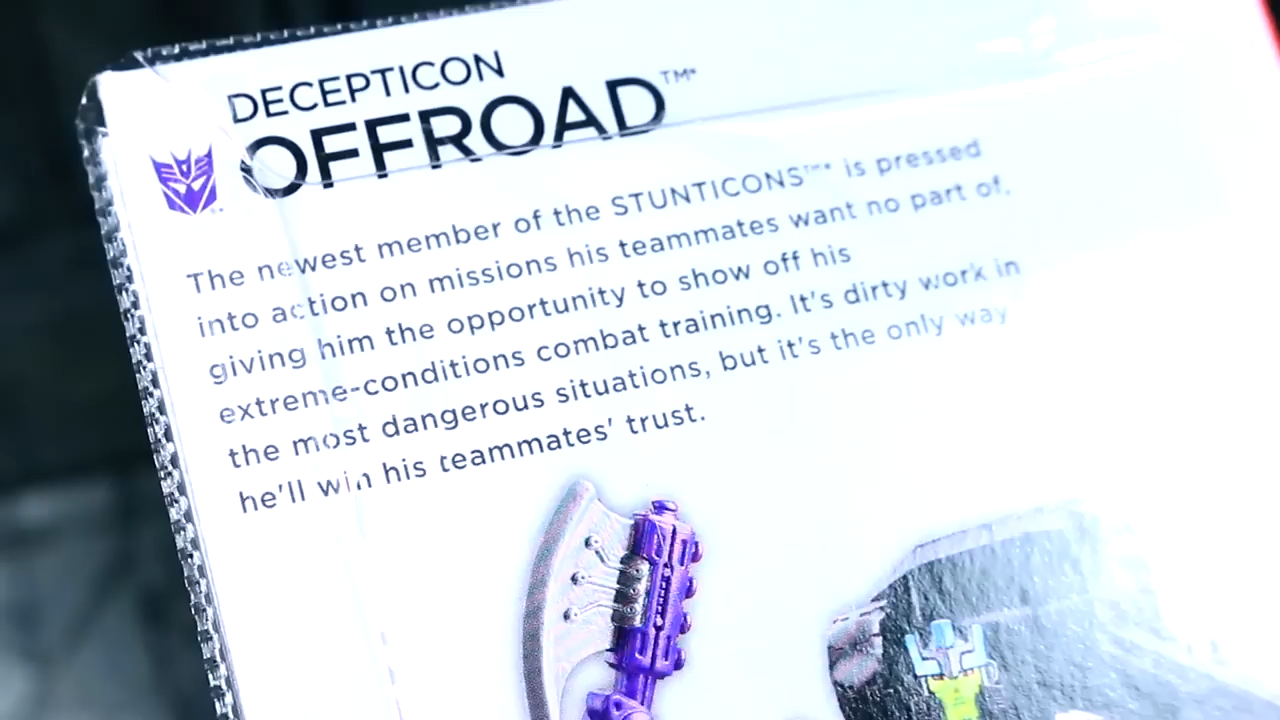 DECEPTICON
OFFROAD™*
The newest member of the STUNTICONS™* is pressed
into action on missions his teammates want no part of,
giving him the opportunity to show off his
extreme-conditions combat training. It's dirty work in
the most dangerous situations, but it's the only way
he'll win his teammates' trust.